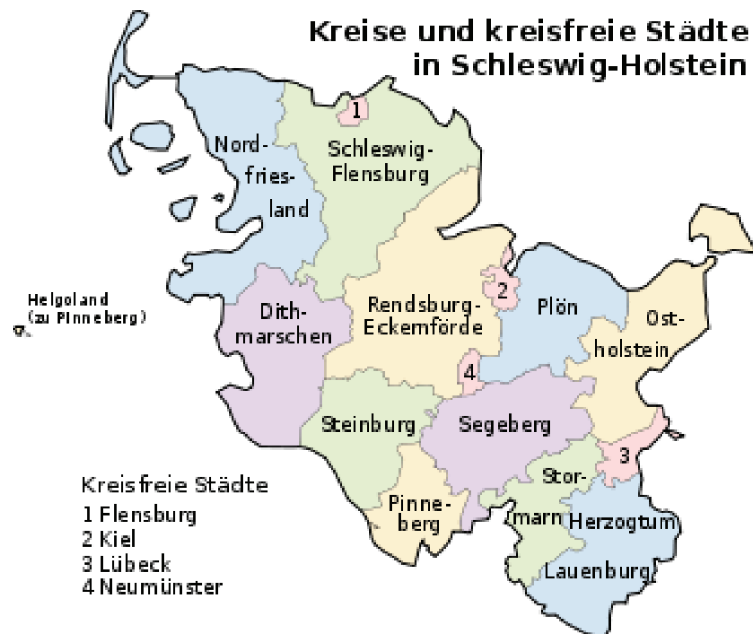 Kreise und kreisfreie Städte
in Schleswig-Holstein
1
Nord-
fries-
land
Schleswig-
Flensburg
2
Helgoland
(zu Pinneberg)
Dith-
marschen
Rendsburg-
Eckernförde
Plön
Ost-
holstein
4
Steinburg
Segeberg
3
Stor-
marn
Pinne-
berg
Herzogtum
Lauenburg
Kreisfreie Städte
1 Flensburg
2 Kiel
3 Lübeck
4 Neumünster